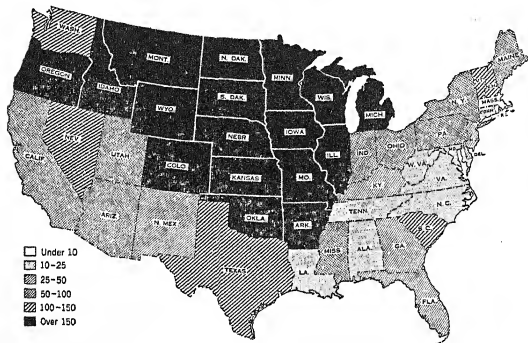 WASH.
MONT.
N. DAK.
MINN.
MAINE
OREGON
IDAHO
S. DAK.
WIS.
MICH.
N.Y.
MASS.
WYO.
NEBR
IOWA
PA
NEV.
UTAH
COLO.
ILL.
IND
OHIO
DEL.
CALIF
KANSAS
MO.
W. VA.
VA.
KY
ARIZ
N. MEX.
OKLA.
ARK.
TENN.
N. C.
S. C.
TEXAS
MISS
ALA.
GA
LA.
FLA.
Under 10
10-25
25-50
50-100
100-150
Over 150